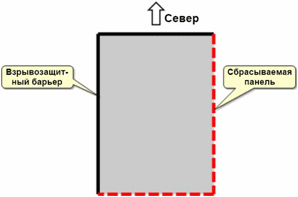 Север
Взрывозащит-
ный барьер
Сбрасываемая
панель